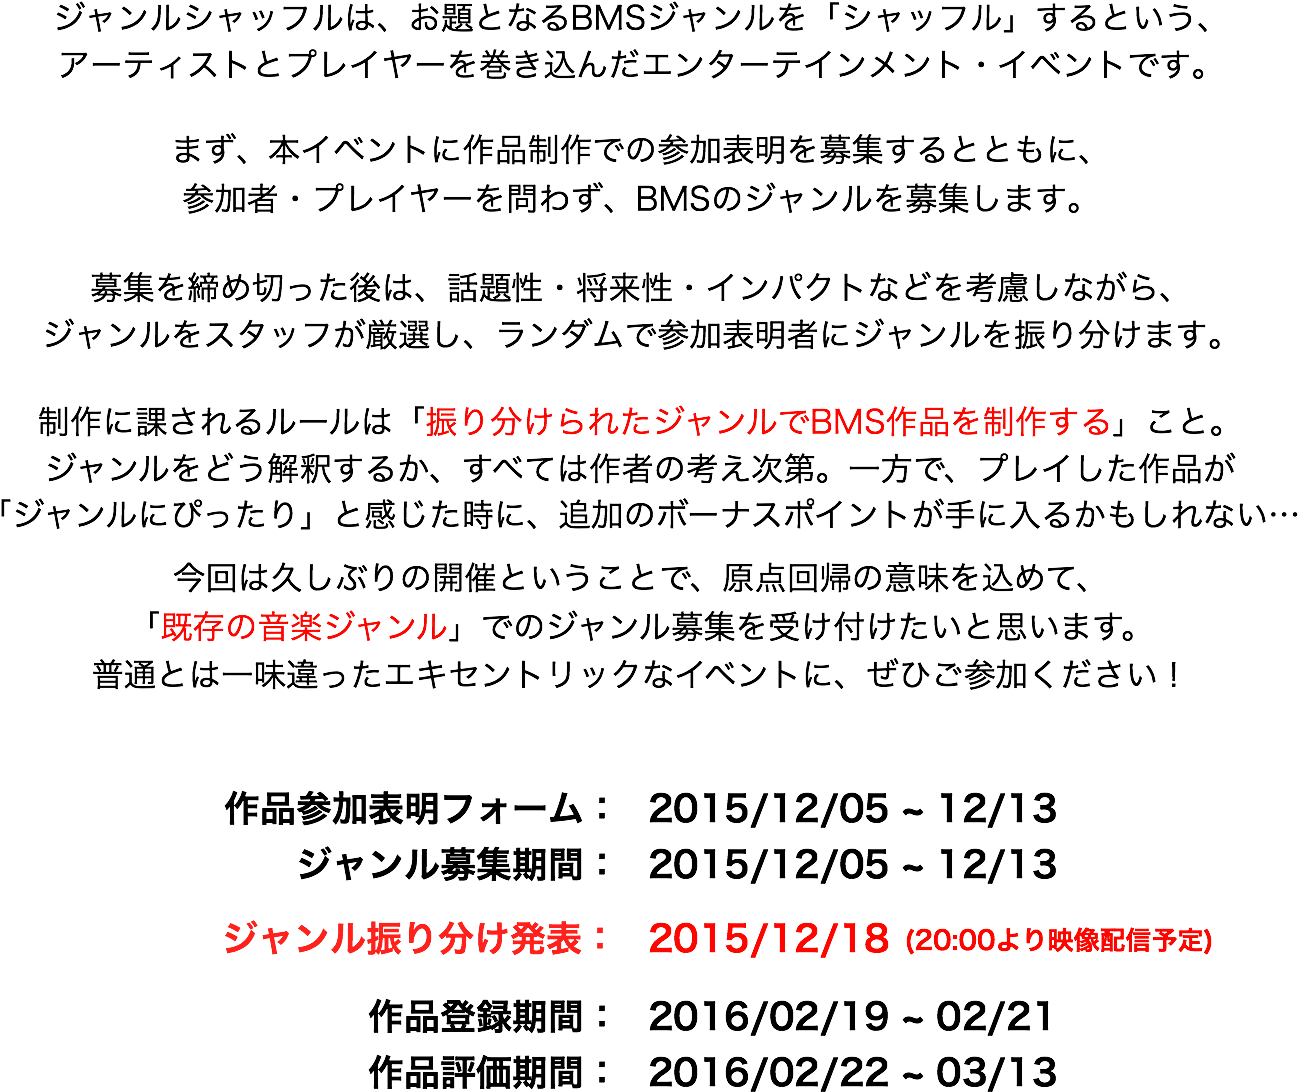 ジャンルシャッフルは、お題となるBMSジャンルを「シャッフル」するという、
アーティストとプレイヤーを巻き込んだエンターテインメント・イベントです。
まず、本イベントに作品制作での参加表明を募集するとともに、
参加者・プレイヤーを問わず、BMSのジャンルを募集します。
募集を締め切った後は、話題性・将来性・インパクトなどを考慮しながら、
ジャンルをスタッフが厳選し、ランダムで参加表明者にジャンルを振り分けます。
制作に課されるルールは「振り分けられたジャンルでBMS作品を制作する」こと。
ジャンルをどう解釈するか、すべては作者の考え次第。一方で、プレイした作品が
「ジャンルにぴったり」と感じた時に、追加のボーナスポイントが手に入るかもしれない…
今回は久しぶりの開催ということで、原点回帰の意味を込めて、
「既存の音楽ジャンル」でのジャンル募集を受け付けたいと思います。
普通とは一味違ったエキセントリックなイベントに、ぜひご参加ください！
作品参加表明フォーム： 2015/12/05 ~ 12/13
ジャンル募集期間： 2015/12/05 ~ 12/13
ジャンル振り分け発表： 2015/12/18 (20:00より映像配信予定)
作品登録期間： 2016/02/19 ~ 02/21
作品評価期間： 2016/02/22 ~ 03/13